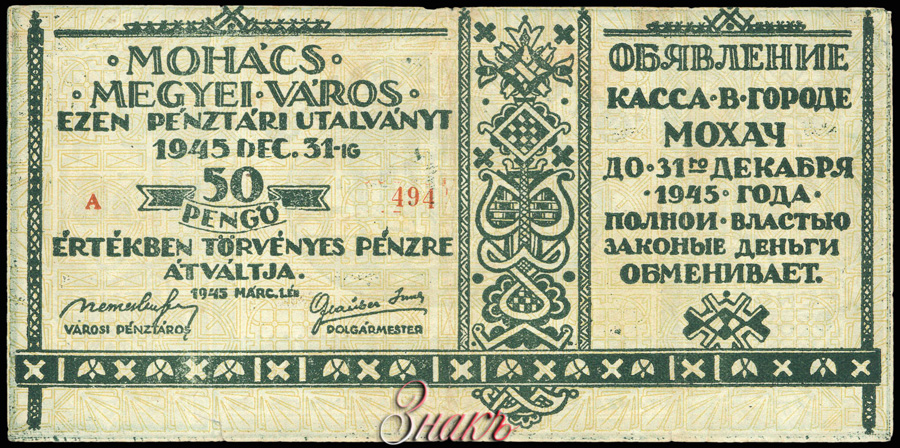 MOHÁCS
MEGYEI·VÁROS
EZEN PÉNZTÁRI UTALVÁNYT
1945 DEC. 31-IG
50
PENGŐ
A 494
ÉRTÉKBEN TÖRVÉNYES PÉNZRE
ÁTVÁLTJA.
1945 MÁRC. 1.ÉN
VÁROSI PÉNZTÁROS
POLGÁRMESTER
ОБЯВЛЕНИЕ
КАССА·В·ГОРОДЕ
МОХАЧ
ДО·31ГО ДЕКАБРЯ
·1945·ГОДА·
ПОЛНОИ·ВЛАСТЬЮ
ЗАКОНЫЕ ДЕНЬГИ
ОБМЕНИВАЕТ.
Знакъ